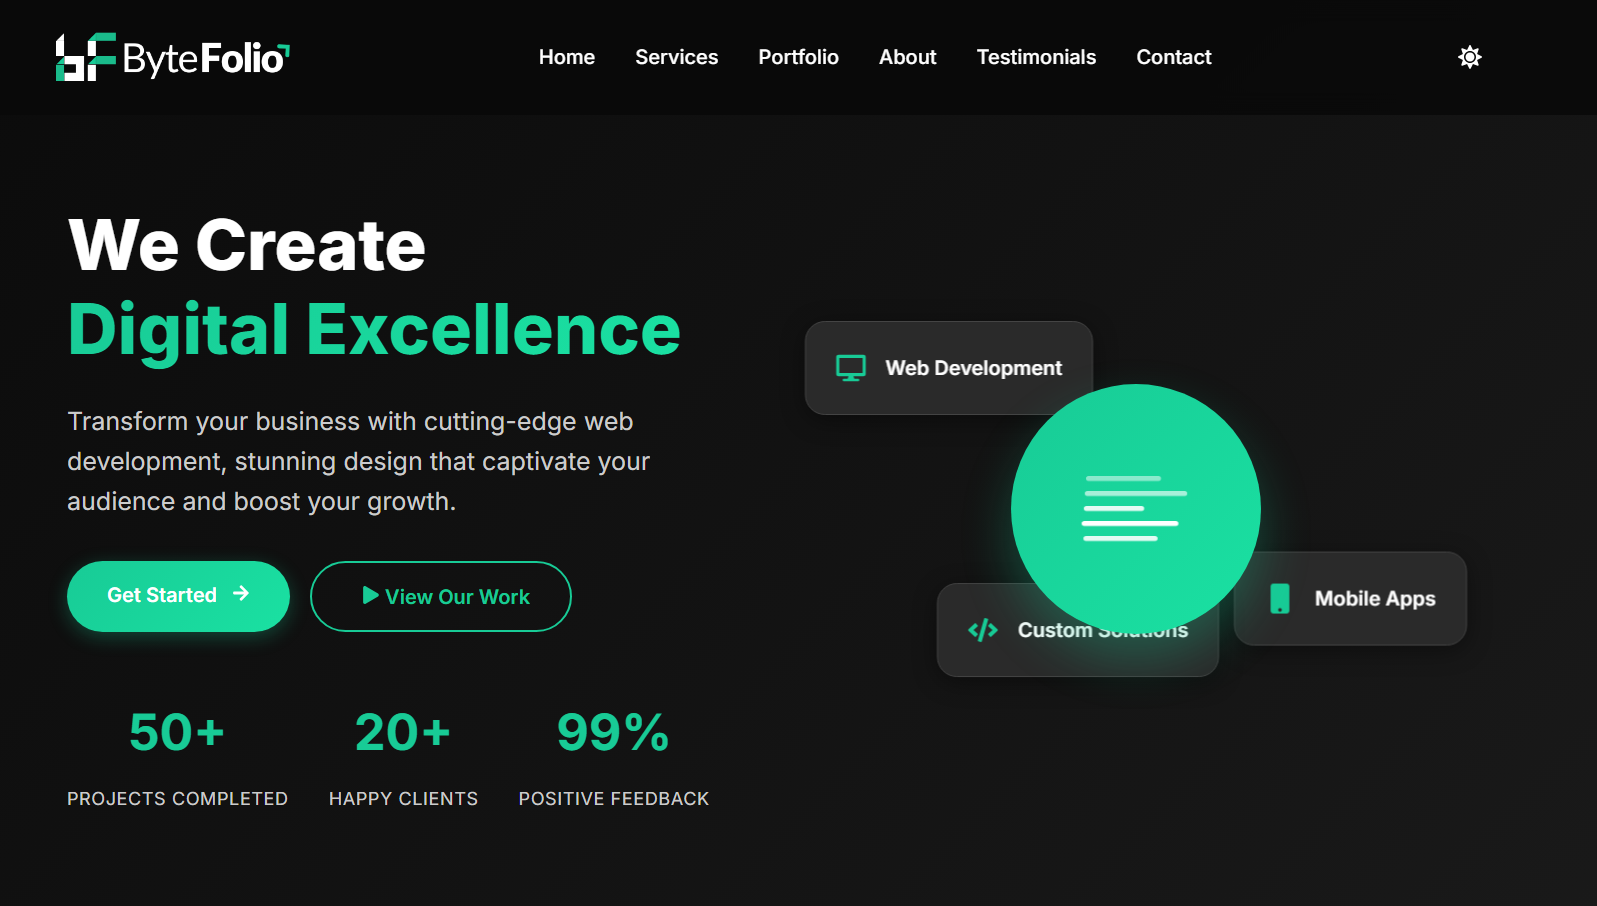 bF ByteFolio
Home Services Portfolio About Testimonials Contact
We Create
Digital Excellence
Transform your business with cutting-edge web
development, stunning design that captivate your
audience and boost your growth.
Get Started
View Our Work
50+ 20+ 99%
PROJECTS COMPLETED HAPPY CLIENTS POSITIVE FEEDBACK
Web Development
Mobile Apps
</> Custom Solutions